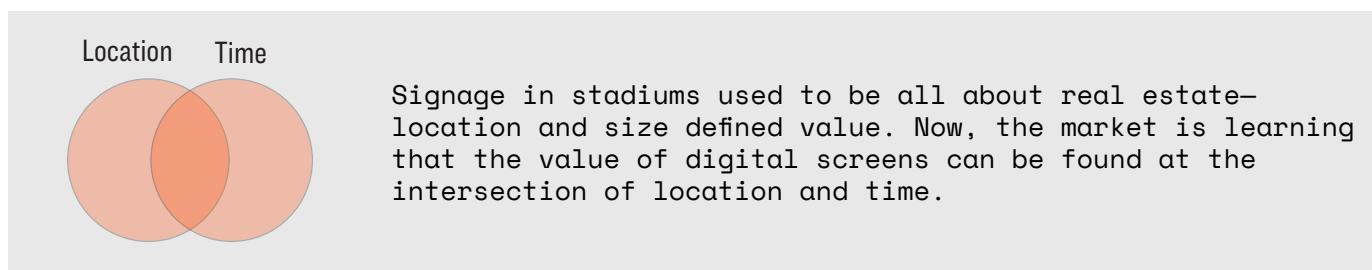 Location Time
Signage in stadiums used to be all about real estate—
location and size defined value. Now, the market is learning
that the value of digital screens can be found at the
intersection of location and time.